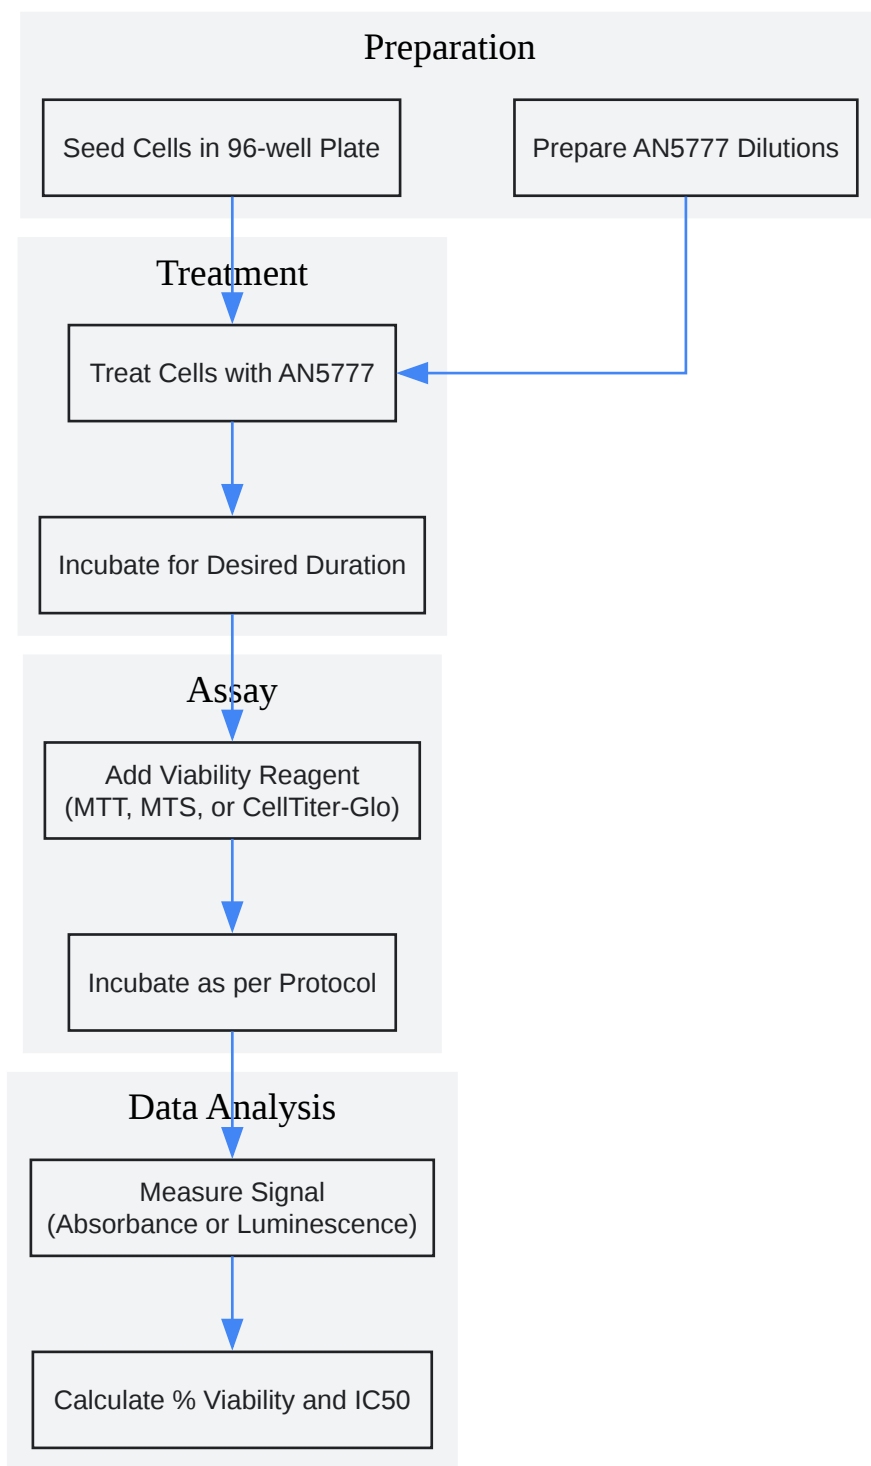 Preparation
Seed Cells in 96-well Plate
Prepare AN5777 Dilutions
Treatment
Treat Cells with AN5777
Incubate for Desired Duration
Assay
Add Viability Reagent
(MTT, MTS, or CellTiter-Glo)
Incubate as per Protocol
Data Analysis
Measure Signal
(Absorbance or Luminescence)
Calculate % Viability and IC50